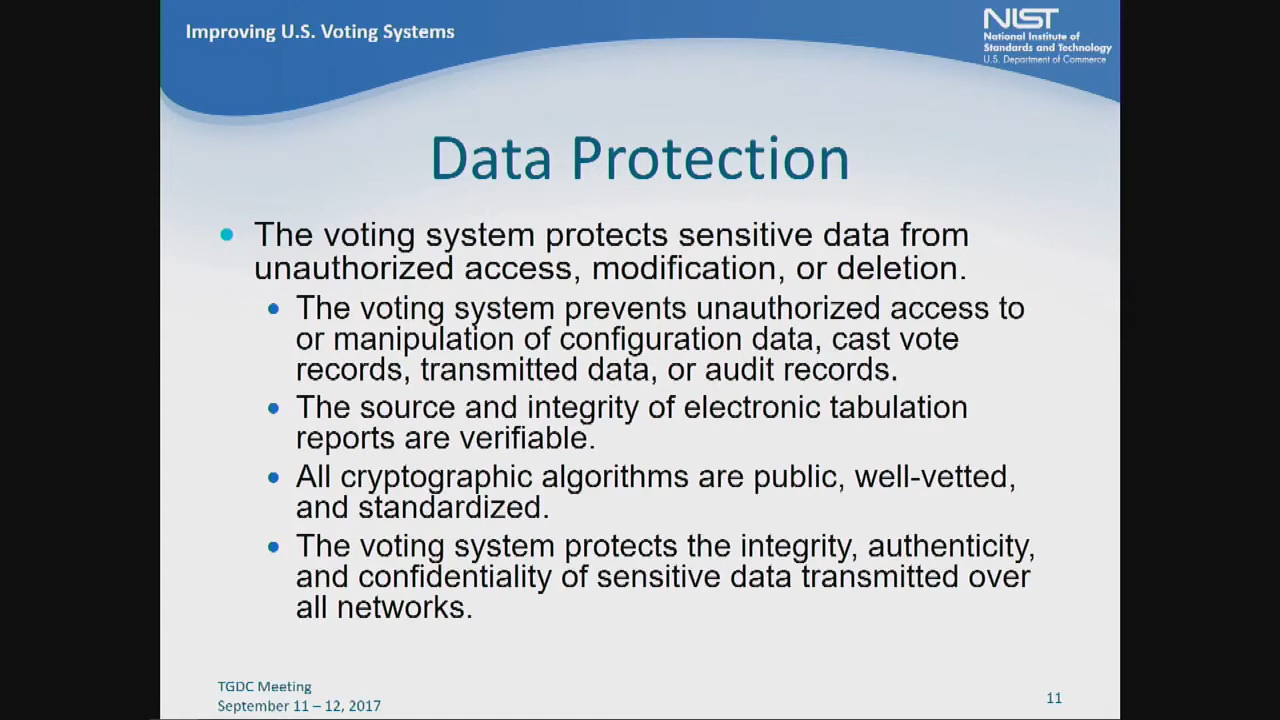 Improving U.S. Voting Systems
NIST
National Institute of
Standards and Technology
U.S. Department of Commerce
Data Protection
• The voting system protects sensitive data from
unauthorized access, modification, or deletion.
• The voting system prevents unauthorized access to
or manipulation of configuration data, cast vote
records, transmitted data, or audit records.
• The source and integrity of electronic tabulation
reports are verifiable.
• All cryptographic algorithms are public, well-vetted,
and standardized.
• The voting system protects the integrity, authenticity,
and confidentiality of sensitive data transmitted over
all networks.
TGDC Meeting
September 11 – 12, 2017
11